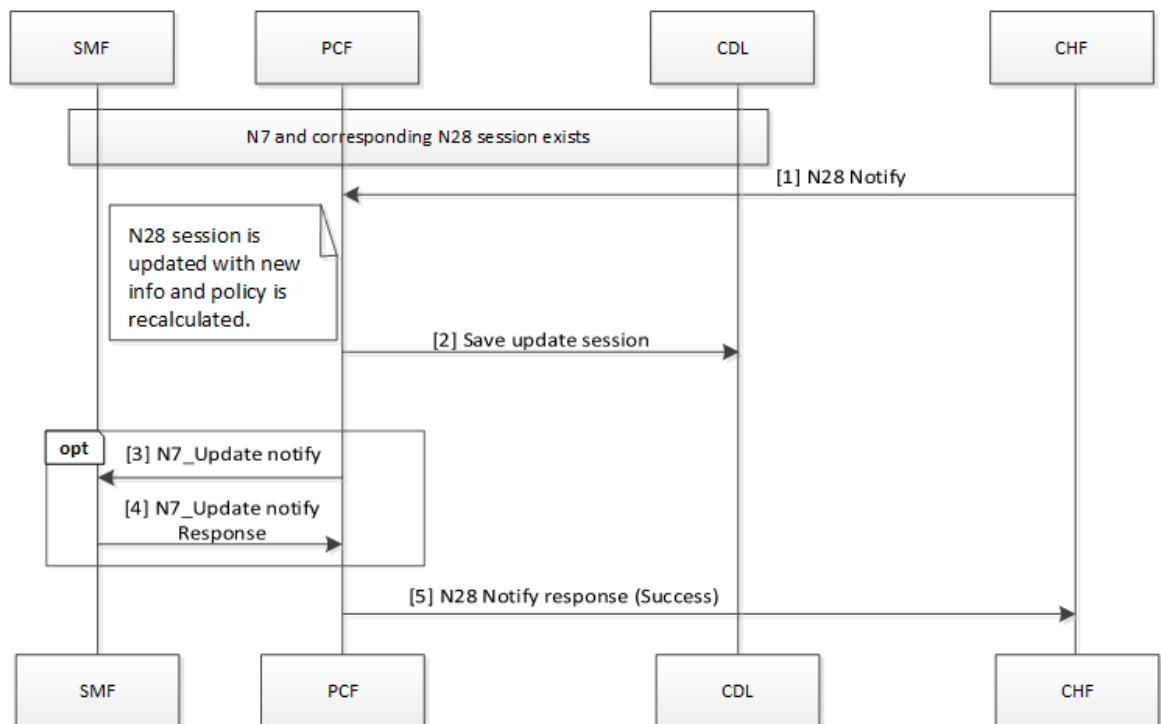 SMF
PCF
CDL
CHF
N7 and corresponding N28 session exists
[1] N28 Notify
N28 session is
updated with new
info and policy is
recalculated.
[2] Save update session
opt
[3] N7_Update notify
[4] N7_Update notify
Response
[5] N28 Notify response (Success)
SMF
PCF
CDL
CHF